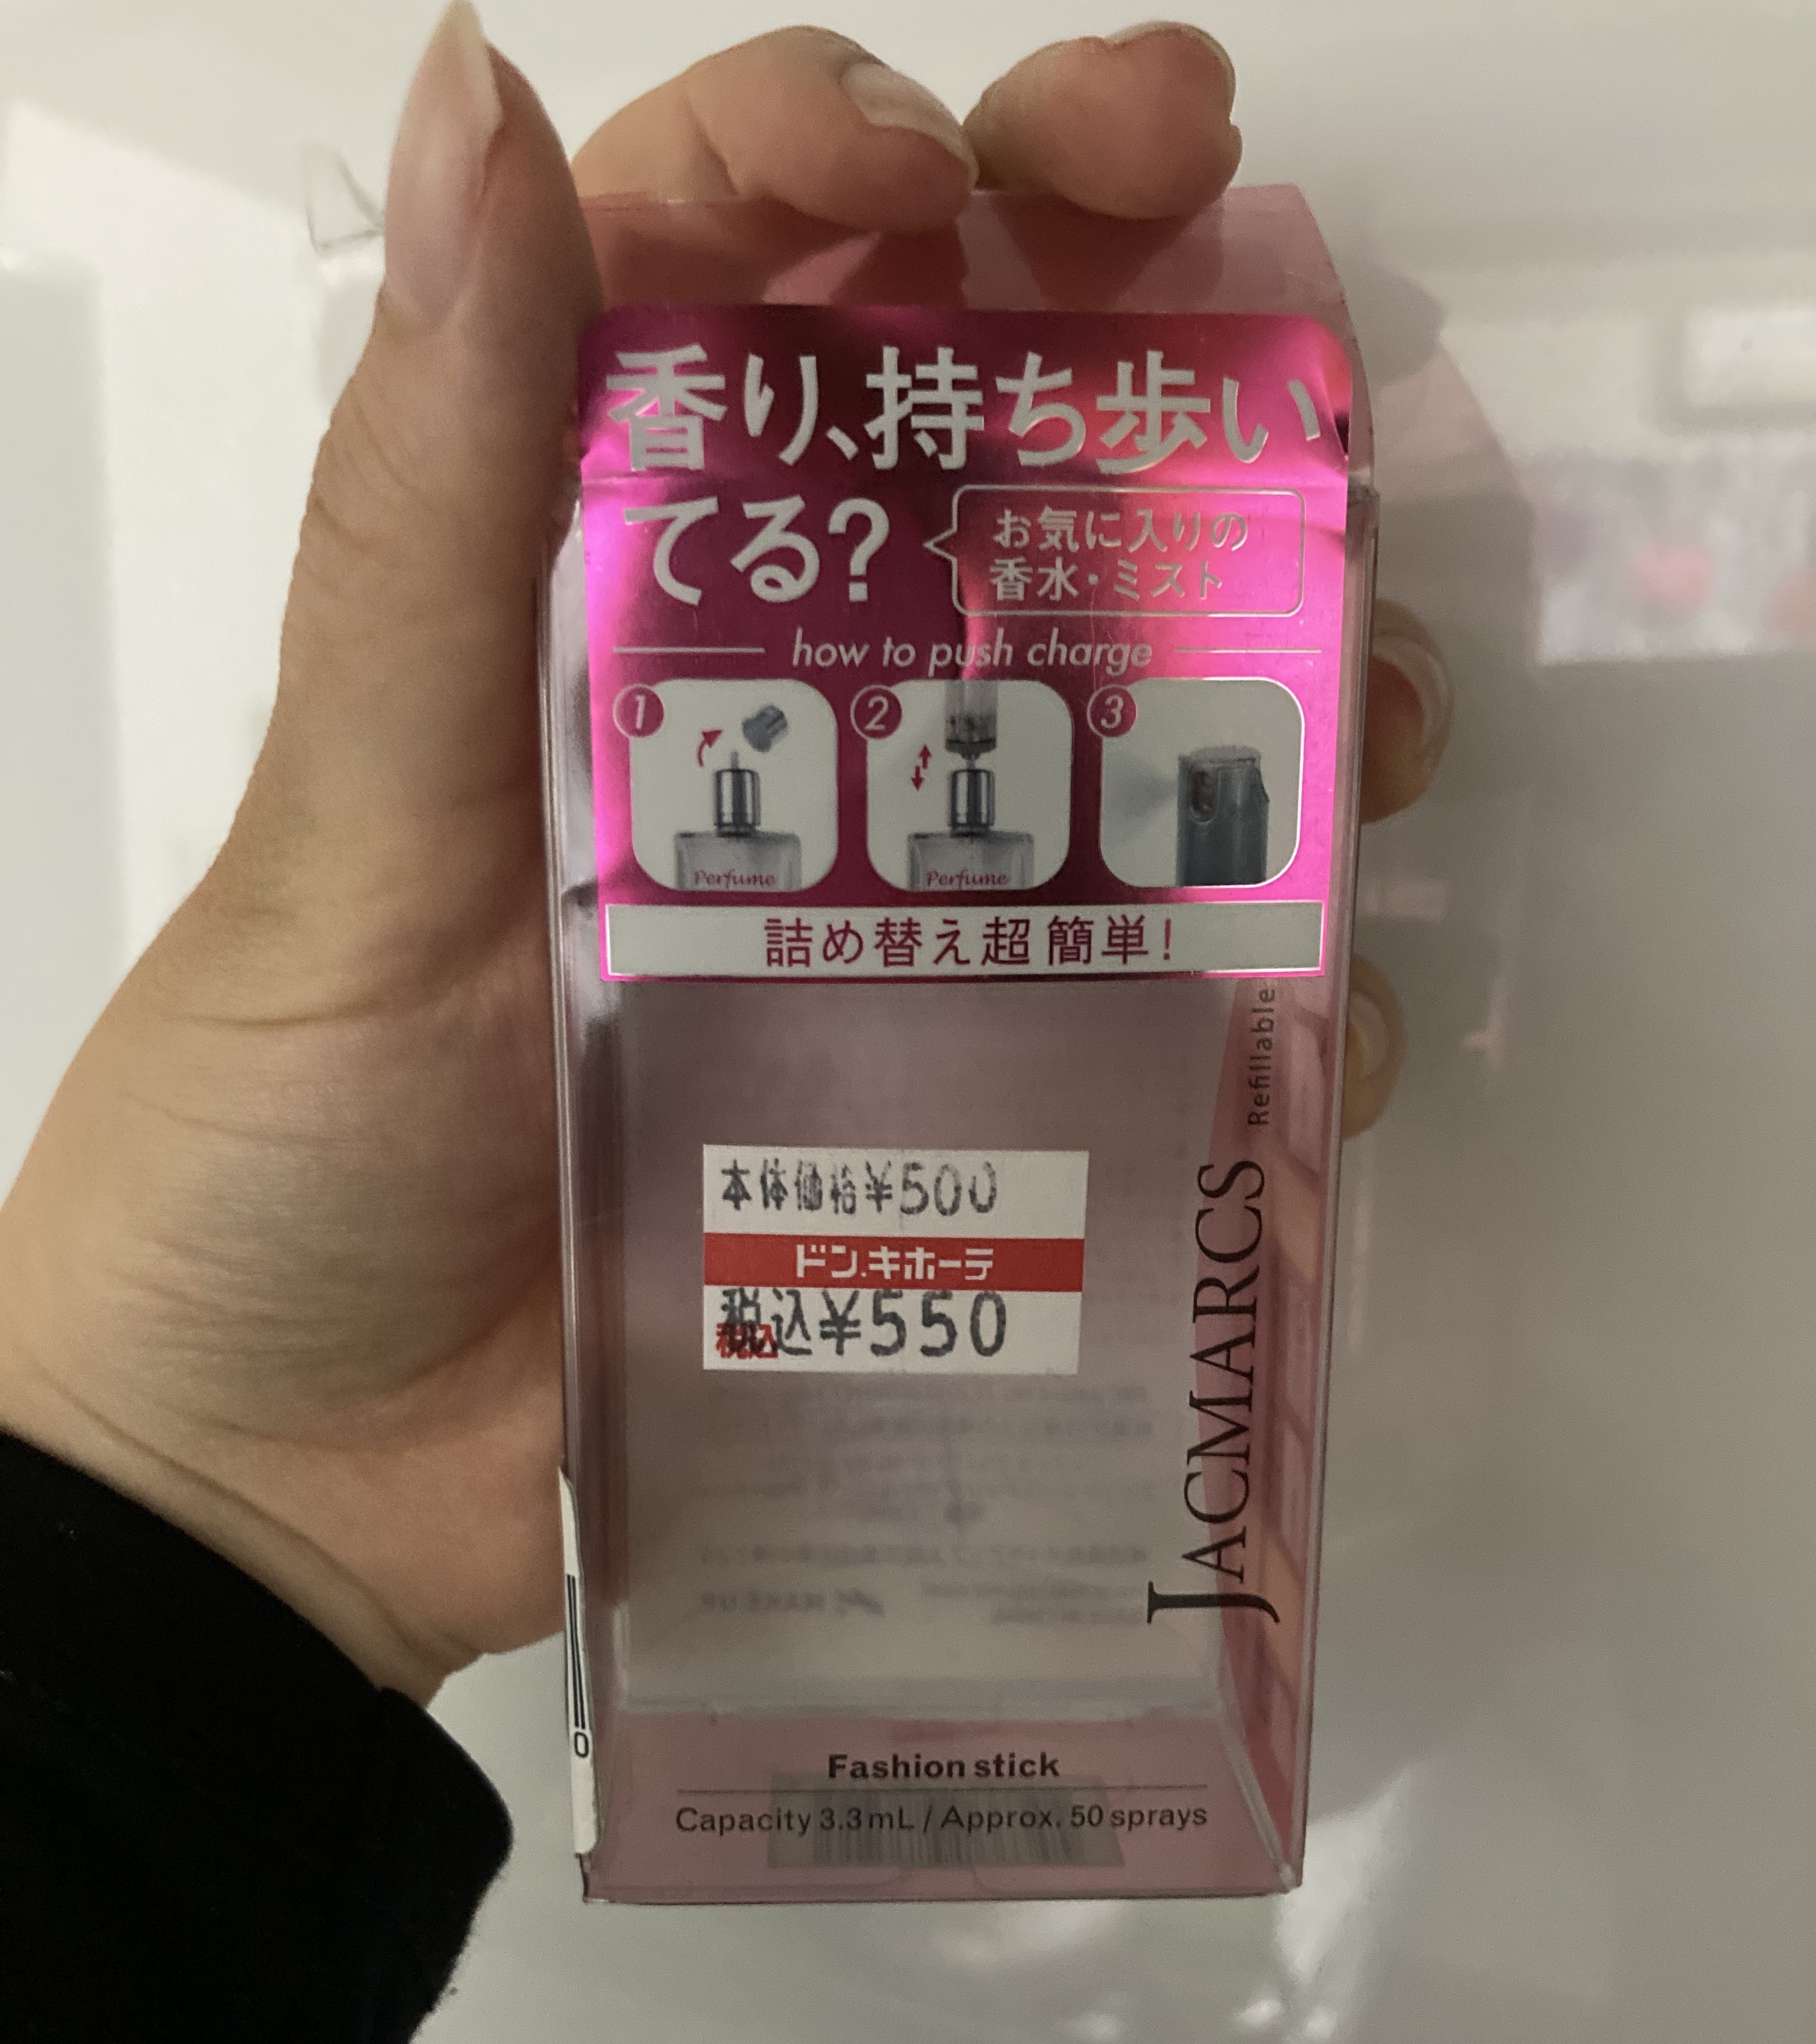 香り、持ち歩い
てる?
お気に入りの
香水・ミスト
how to push charge
1
2
3
Perfume
Perfume
詰め替え超簡単!
本体価格¥500
ドン.キホーテ
税込¥550
税込
JACMARCS Refillable
0
Fashion stick
Capacity 3.3mL / Approx. 50 sprays